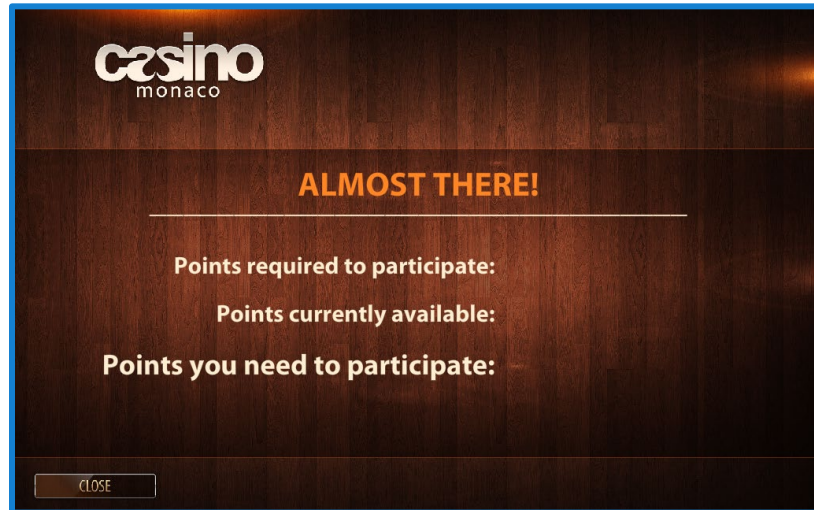 casino
monaco
ALMOST THERE!
Points required to participate:
Points currently available:
Points you need to participate:
CLOSE